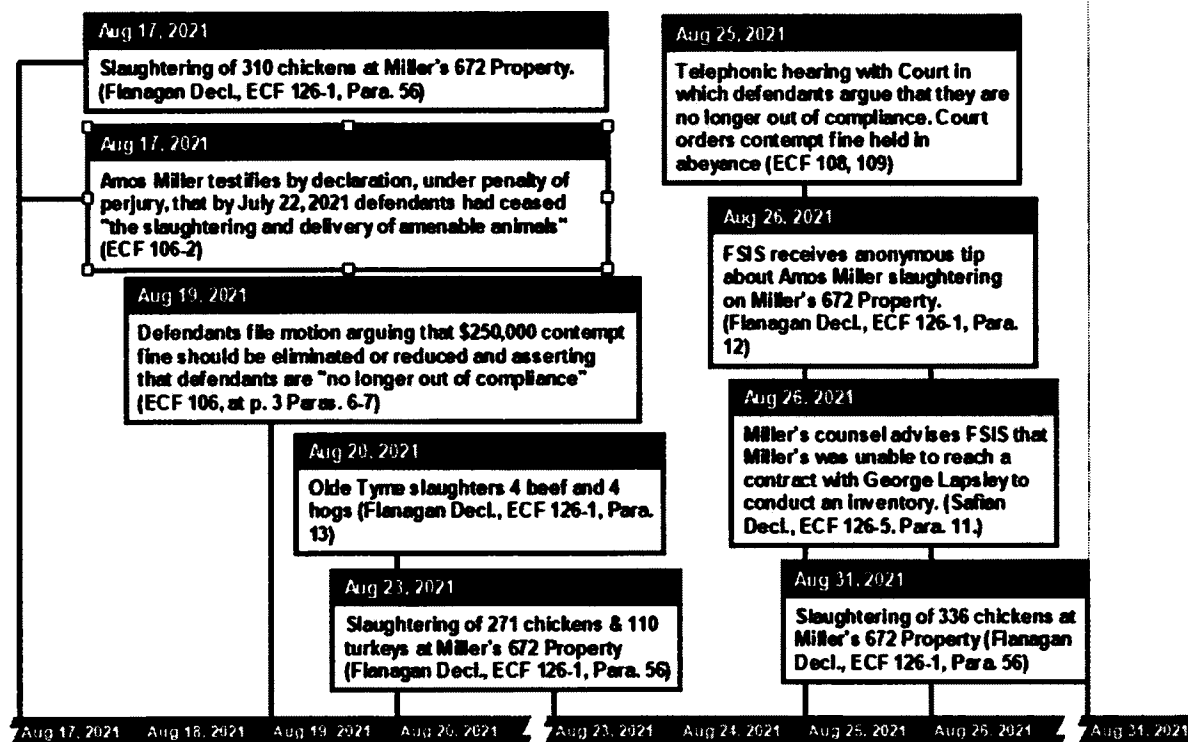 Aug 17, 2021
Slaughtering of 310 chickens at Miller's 672 Property.
(Flanagan Decl., ECF 126-1, Para. 56)
Aug 17, 2021
Amos Miller testifies by declaration, under penalty of
perjury, that by July 22, 2021 defendants had ceased
"the slaughtering and delivery of amenable animals"
(ECF 106-2)
Aug 19, 2021
Defendants file motion arguing that $250,000 contempt
fine should be eliminated or reduced and asserting
that defendants are "no longer out of compliance"
(ECF 106, at p. 3 Paras. 6-7)
Aug 20, 2021
Olde Tyme slaughters 4 beef and 4
hogs (Flanagan Decl., ECF 126-1, Para.
13)
Aug 23, 2021
Slaughtering of 271 chickens & 110
turkeys at Miller's 672 Property
(Flanagan Decl., ECF 126-1, Para. 56)
Aug 25, 2021
Telephonic hearing with Court in
which defendants argue that they are
no longer out of compliance. Court
orders contempt fine held in
abeyance (ECF 108, 109)
Aug 26, 2021
FSIS receives anonymous tip
about Amos Miller slaughtering
on Miller's 672 Property.
(Flanagan Decl., ECF 126-1, Para.
12)
Aug 26, 2021
Miller's counsel advises FSIS that
Miller's was unable to reach a
contract with George Lapsley to
conduct an inventory. (Safian
Decl., ECF 126-5. Para. 11.)
Aug 31, 2021
Slaughtering of 336 chickens at
Miller's 672 Property (Flanagan
Decl., ECF 126-1, Para. 56)
Aug 17, 2021 Aug 18, 2021 Aug 19, 2021 Aug 20, 2021 Aug 23, 2021 Aug 24, 2021 Aug 25, 2021 Aug 26, 2021 Aug 31, 2021